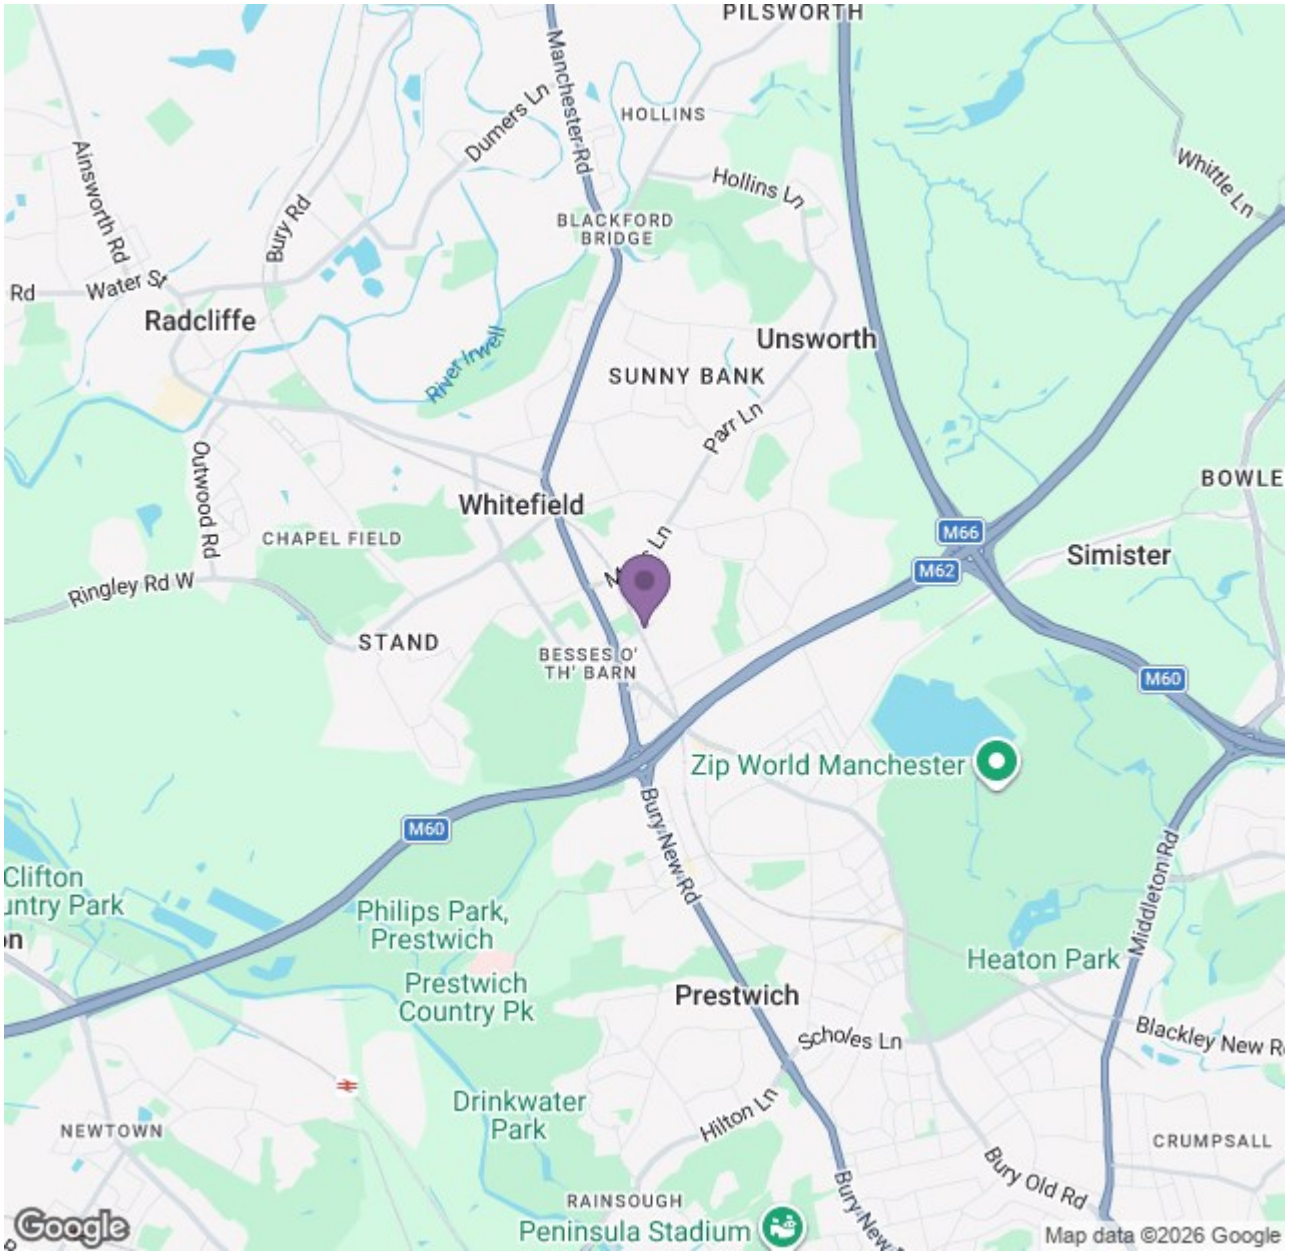 PILSWORTH
Manchester Rd
Dumers Ln
HOLLINS
Ainsworth Rd
Whittle Ln
Hollins Ln
Bury Rd
BLACKFORD
BRIDGE
Rd
Water St
Radcliffe
River Irwell
Unsworth
SUNNY BANK
Parr Ln
Outwood Rd
BOWLE
Whitefield
M66
CHAPEL FIELD
Ln
Simister
M62
Ringley Rd W
STAND
BESSES O'
TH' BARN
M60
Zip World Manchester
M60
Bury New Rd
Middleton Rd
Clifton
untry Park
Philips Park,
Prestwich
on
Heaton Park
Prestwich
Country Pk
Prestwich
Scholes Ln
Blackley New R
Drinkwater
Park
Hilton Ln
NEWTOWN
CRUMPSALL
Bury Old Rd
RAINSOUGH
Bury New
Peninsula Stadium
Google
Map data ©2026 Google